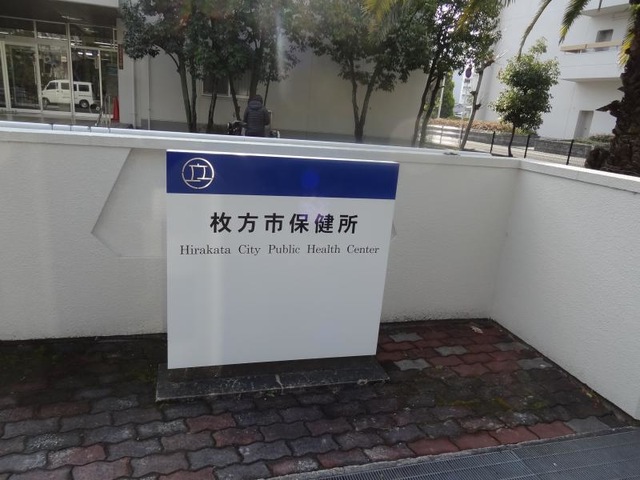 枚方市保健所
Hirakata City Public Health Center